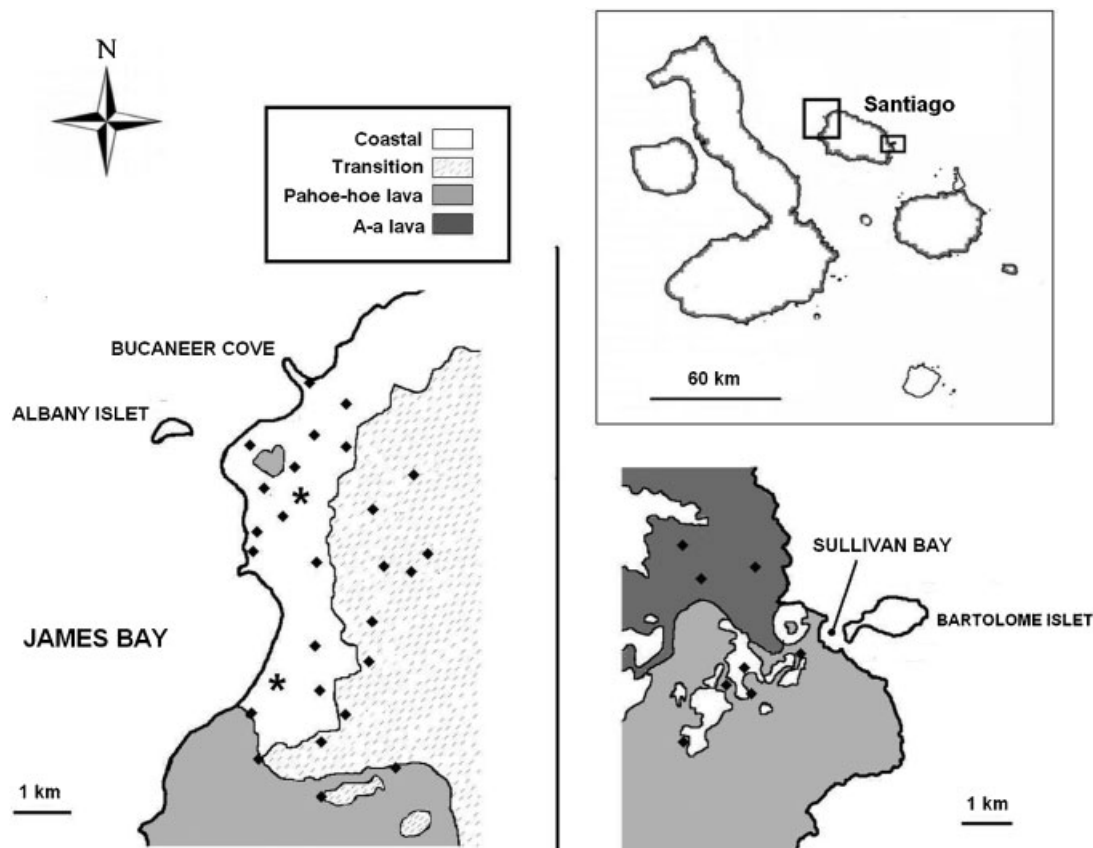 N
Coastal
Transition
Pahoe-hoe lava
A-a lava
Santiago
60 km
BUCANEER COVE
ALBANY ISLET
*
JAMES BAY
*
1 km
SULLIVAN BAY
BARTOLOME ISLET
1 km